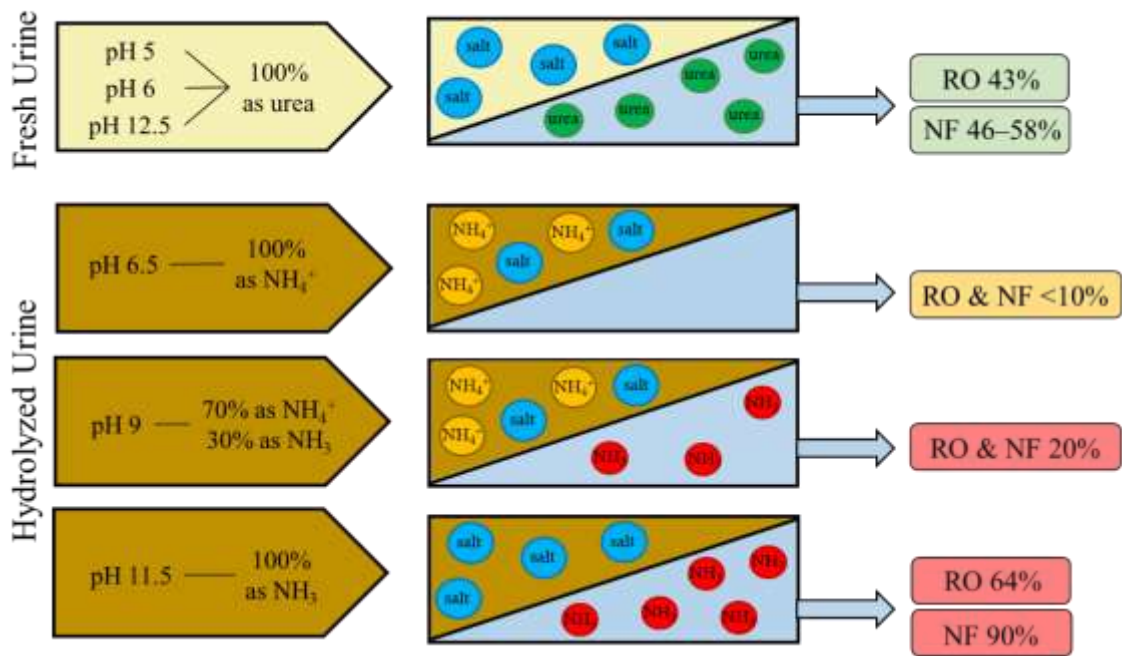 Fresh Urine
pH 5
pH 6
pH 12.5
100%
as urea
salt
salt
salt
salt
urea
urea
urea
urea
urea
RO 43%
NF 46–58%
Hydrolyzed Urine
pH 6.5
100%
as NH₄⁺
NH₄⁺
NH₄⁺
salt
salt
NH₄⁺
RO & NF <10%
pH 9
70% as NH₄⁺
30% as NH₃
NH₄⁺
NH₄⁺
salt
salt
NH₄⁺
NH₃
NH₃
NH₃
RO & NF 20%
pH 11.5
100%
as NH₃
salt
salt
salt
salt
NH₃
NH₃
NH₃
NH₃
NH₃
RO 64%
NF 90%